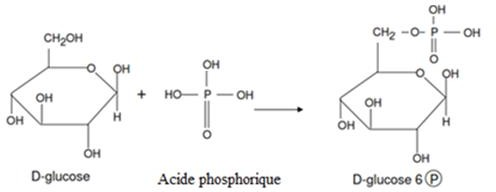 CH₂OH
O
OH
OH
OH
OH
H
D-glucose
+
OH
HO—P—OH
O
Acide phosphorique
OH
CH₂—O—P—OH
O
O
OH
OH
OH
OH
H
D-glucose 6 P